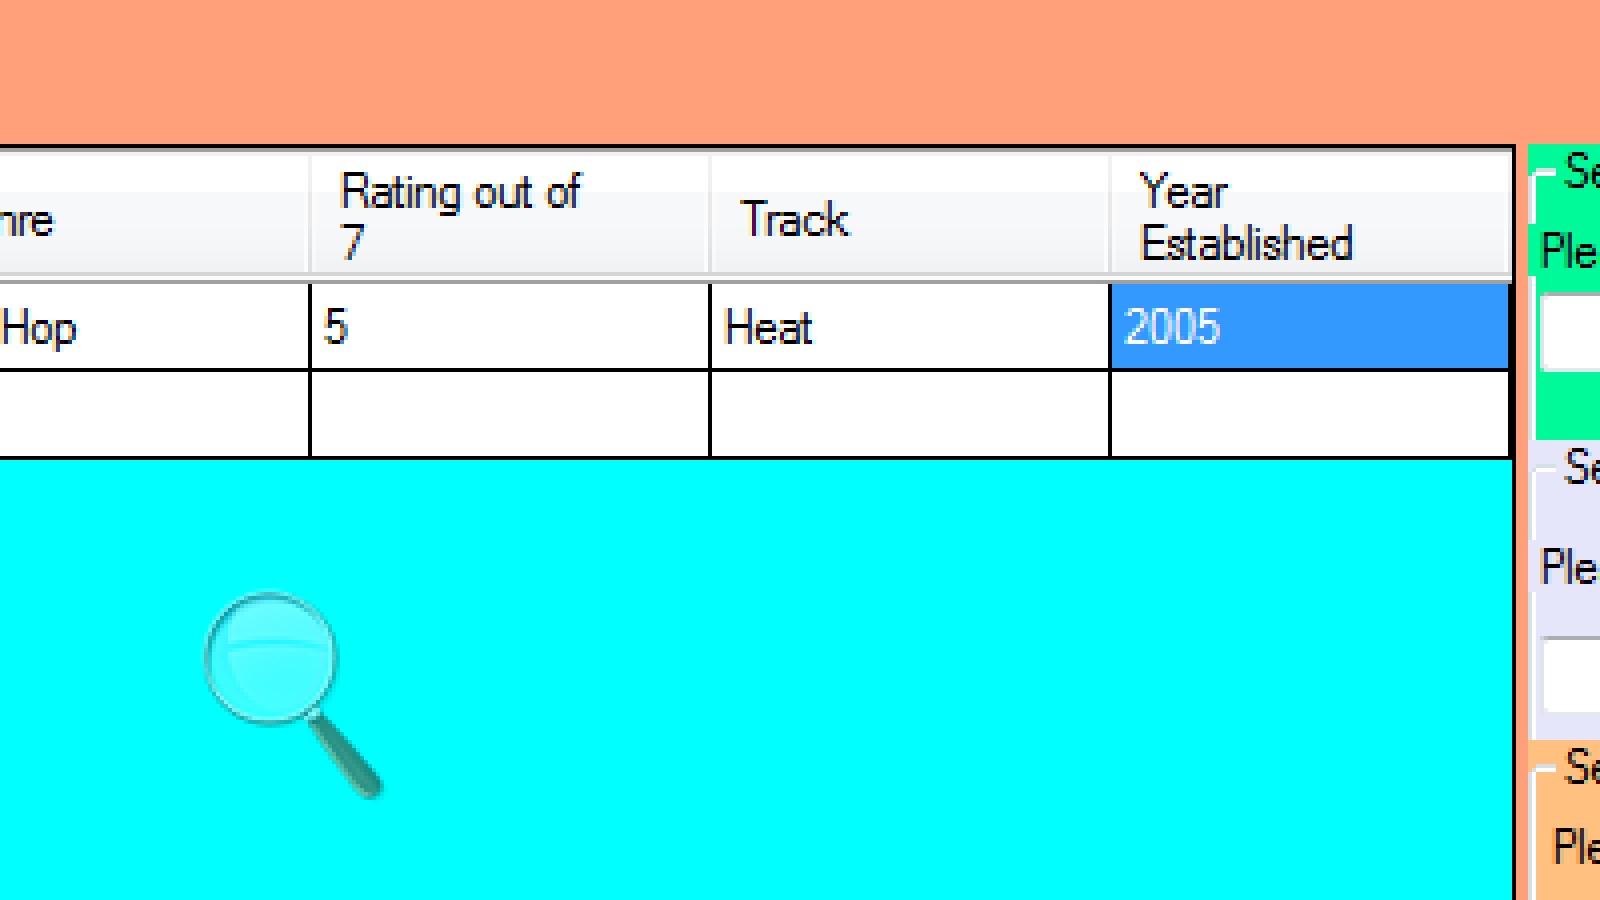 nre
Rating out of
7
Track
Year
Established
Hop
5
Heat
2005
Se
Ple
Se
Ple
Se
Ple